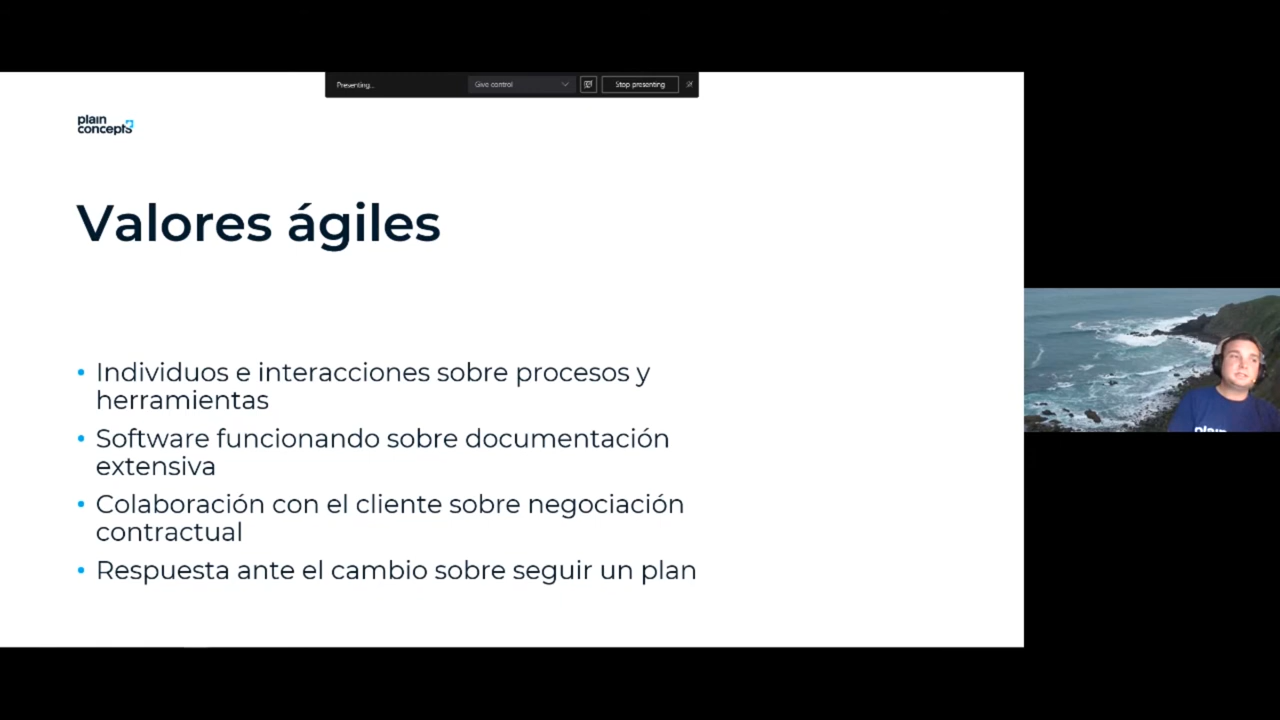 Presenting...
Give control
Stop presenting
plain
concepts
Valores ágiles
• Individuos e interacciones sobre procesos y
herramientas
• Software funcionando sobre documentación
extensiva
• Colaboración con el cliente sobre negociación
contractual
• Respuesta ante el cambio sobre seguir un plan
plain